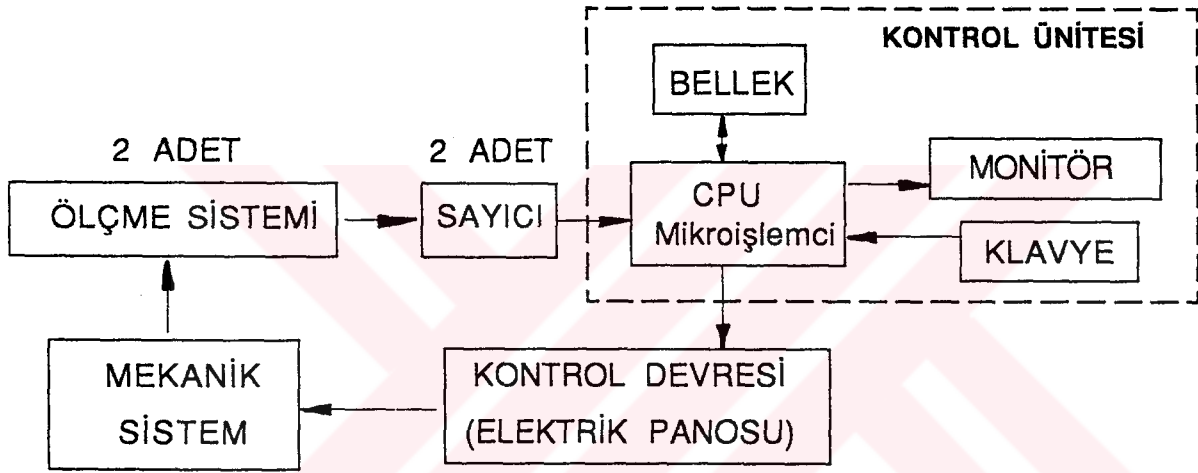 KONTROL ÜNİTESİ
BELLEK
2 ADET
2 ADET
ÖLÇME SİSTEMİ
SAYICI
CPU
Mikroişlemci
MONİTÖR
KLAVYE
MEKANİK
SİSTEM
KONTROL DEVRESİ
(ELEKTRİK PANOSU)